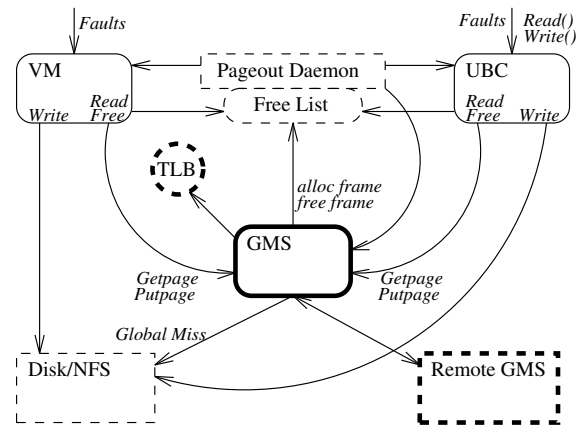 Faults
Faults
Read()
Write()
VM
Pageout Daemon
UBC
Write
Read
Free
Free List
Read
Free
Write
TLB
alloc frame
free frame
GMS
Getpage
Putpage
Getpage
Putpage
Global Miss
Disk/NFS
Remote GMS